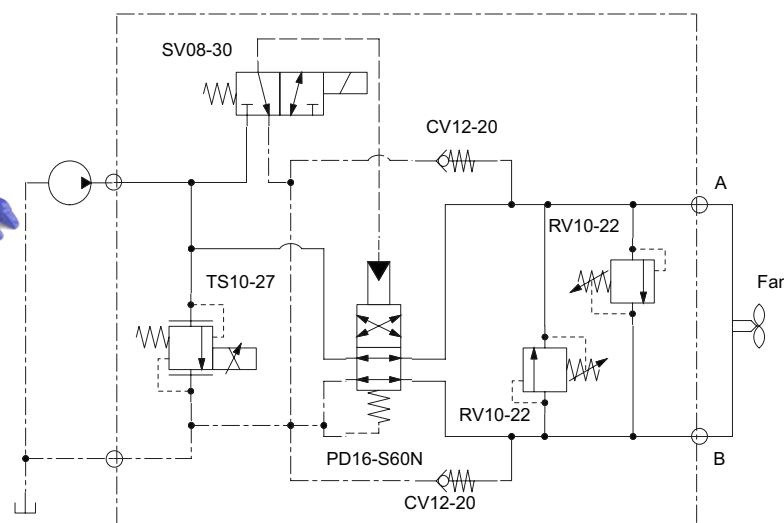 SV08-30
CV12-20
A
RV10-22
TS10-27
Fan
RV10-22
PD16-S60N
B
CV12-20